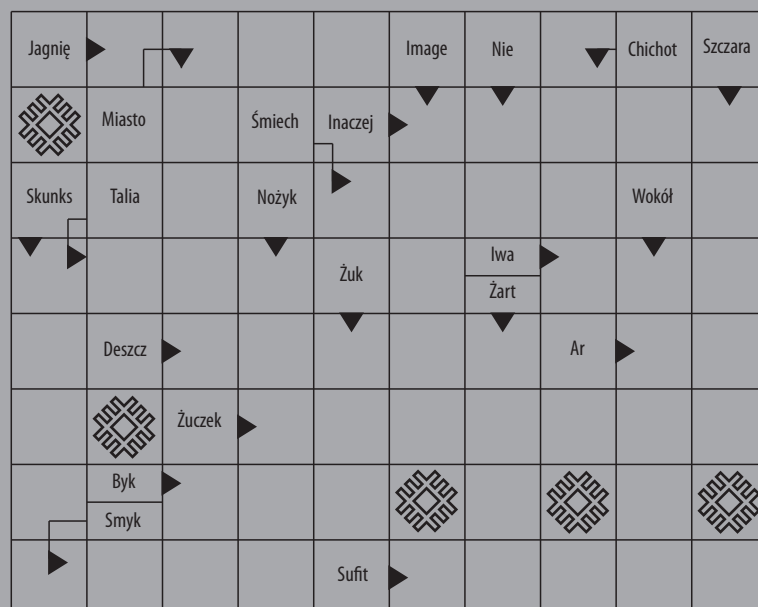 Jagnię
Image
Nie
Chichot
Szczara
Miasto
Śmiech
Inaczej
Skunks
Talia
Nożyk
Wokół
Żuk
Iwa
Żart
Deszcz
Ar
Żuczek
Byk
Smyk
Sufit